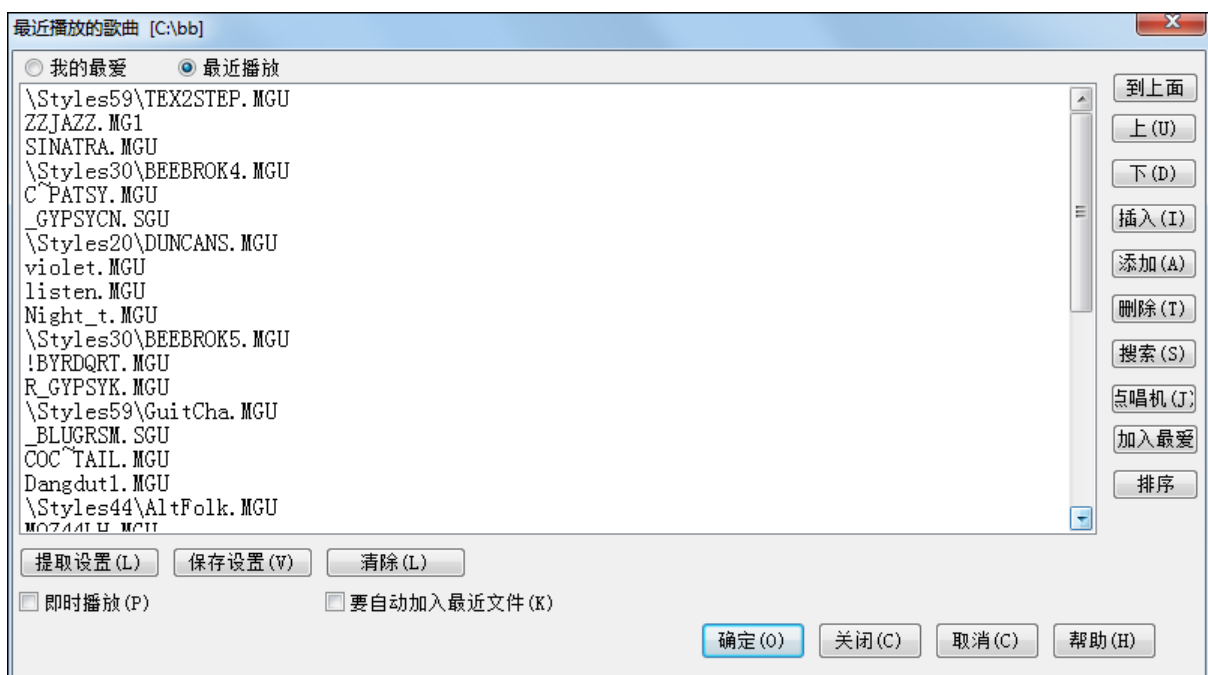 最近播放的歌曲 [C:\bb]
我的最爱 最近播放
\Styles59\TEX2STEP.MGU
ZZJAZZ.MG1
SINATRA.MGU
\Styles30\BEEBROK4.MGU
C~PATSY.MGU
_GYPSYCN.SGU
\Styles20\DUNCANS.MGU
violet.MGU
listen.MGU
Night_t.MGU
\Styles30\BEEBROK5.MGU
!BYRDQRT.MGU
R_GYPSYK.MGU
\Styles59\GuitCha.MGU
_BLUGRSM.SGU
COC~TAIL.MGU
Dangdut1.MGU
\Styles44\AltFolk.MGU
到上面
上(U)
下(D)
插入(I)
添加(A)
删除(T)
搜索(S)
点唱机(J)
加入最爱
排序
提取设置(L) 保存设置(V) 清除(L)
即时播放(P) 要自动加入最近文件(K)
确定(O) 关闭(C) 取消(C) 帮助(H)